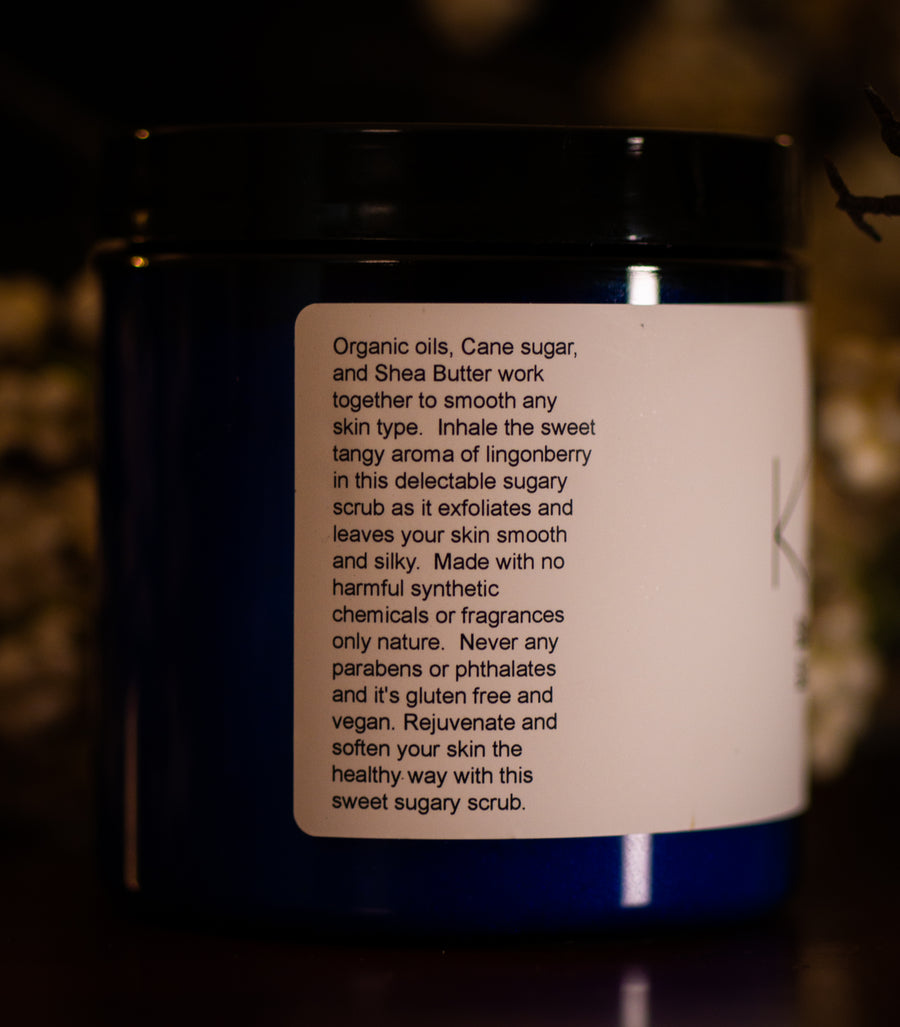 Organic oils, Cane sugar,
and Shea Butter work
together to smooth any
skin type.  Inhale the sweet
tangy aroma of lingonberry
in this delectable sugary
scrub as it exfoliates and
leaves your skin smooth
and silky.  Made with no
harmful synthetic
chemicals or fragrances
only nature.  Never any
parabens or phthalates
and it's gluten free and
vegan. Rejuvenate and
soften your skin the
healthy way with this
sweet sugary scrub.
K